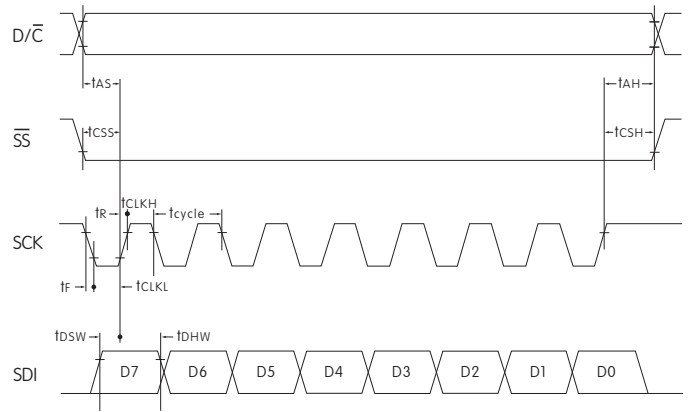 D/C̅
tAS
tAH
S̅S̅
tCSS
tCSH
tR
tCLKH
tcycle
SCK
tF
tCLKL
tDSW
tDHW
SDI
D7 D6 D5 D4 D3 D2 D1 D0